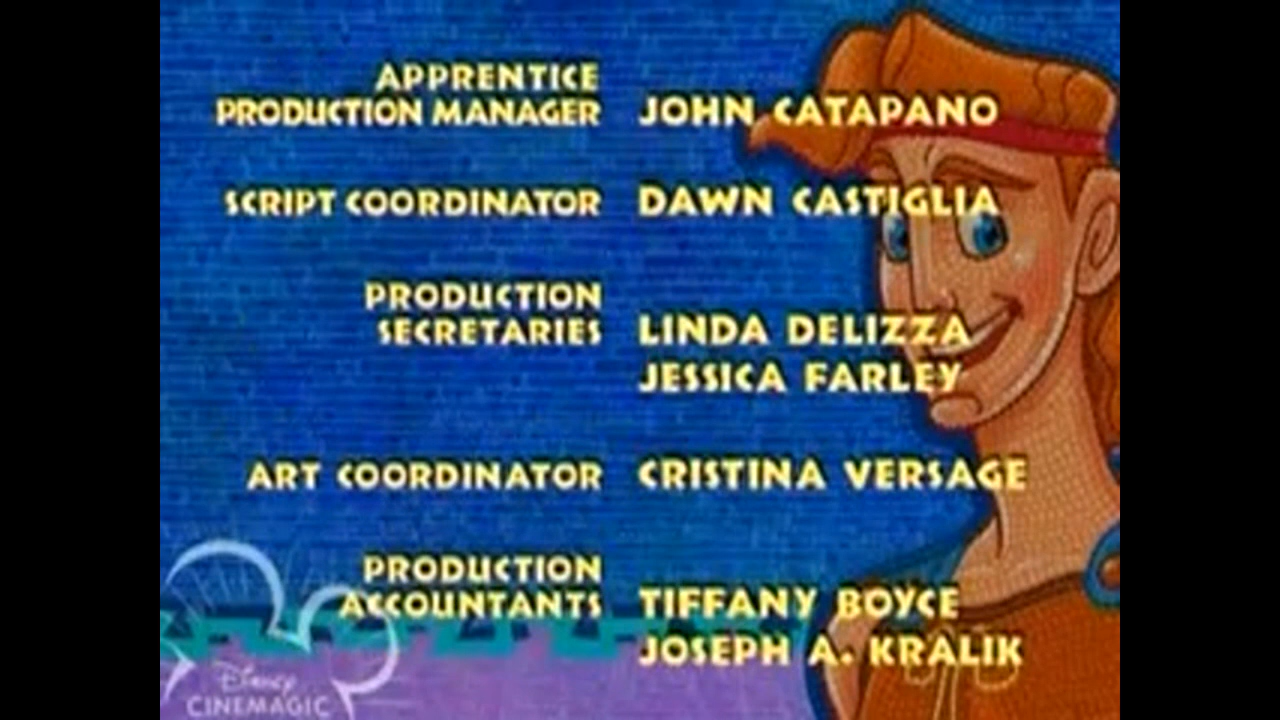 APPRENTICE
PRODUCTION MANAGER JOHN CATAPANO
SCRIPT COORDINATOR DAWN CASTIGLIA
PRODUCTION
SECRETARIES LINDA DELIZZA
JESSICA FARLEY
ART COORDINATOR CRISTINA VERSAGE
PRODUCTION
ACCOUNTANTS TIFFANY BOYCE
JOSEPH A. KRALIK
Disney
CINEMAGIC